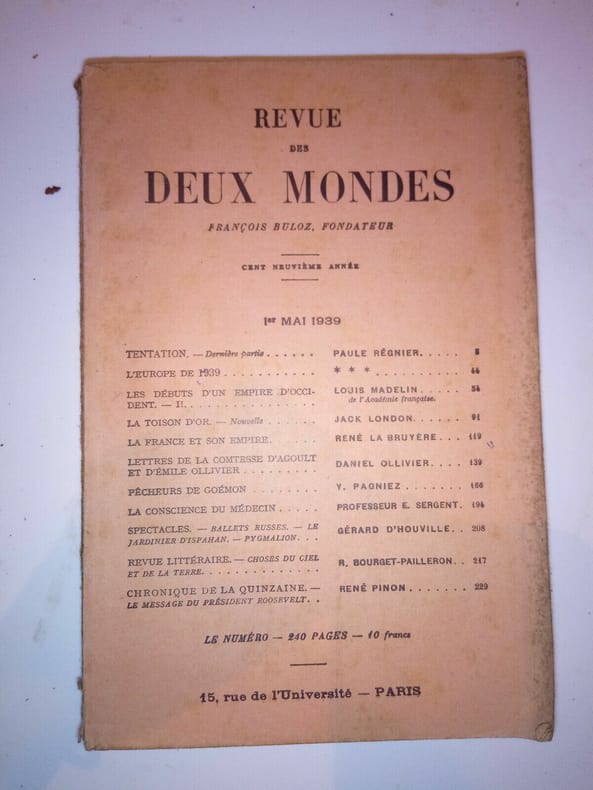 REVUE
DES
DEUX MONDES
FRANÇOIS BULOZ, FONDATEUR
CENT NEUVIÈME ANNÉE
1er MAI 1939
TENTATION. — Dernière partie . . . . . . PAULE RÉGNIER. . . . . 5
L'EUROPE DE 1939 . . . . . . . . . . . * * * . . . . . . . . . . 44
LES DÉBUTS D'UN EMPIRE D'OCCI- LOUIS MADELIN . . . . . 54
DENT. — II. . . . . . . . . . . . . . . de l'Académie française.
LA TOISON D'OR. — Nouvelle . . . . . . JACK LONDON. . . . . . 91
LA FRANCE ET SON EMPIRE. . . . . . RENÉ LA BRUYÈRE. . . 119
LETTRES DE LA COMTESSE D'AGOULT
ET D'ÉMILE OLLIVIER . . . . . . . . . DANIEL OLLIVIER. . . . 139
PÊCHEURS DE GOÉMON . . . . . . . . Y. PAGNIEZ . . . . . . . 166
LA CONSCIENCE DU MÉDECIN. . . . . PROFESSEUR E. SERGENT. 194
SPECTACLES. — BALLETS RUSSES. — LE
JARDINIER D'ISPAHAN. — PYGMALION. . . GÉRARD D'HOUVILLE. . 208
REVUE LITTÉRAIRE. — CHOSES DU CIEL
ET DE LA TERRE. . . . . . . . . . . . . . R. BOURGET-PAILLERON. . 217
CHRONIQUE DE LA QUINZAINE. — RENÉ PINON . . . . . . . 229
LE MESSAGE DU PRÉSIDENT ROOSEVELT. . .
LE NUMÉRO — 240 PAGES — 10 francs
15, rue de l'Université — PARIS